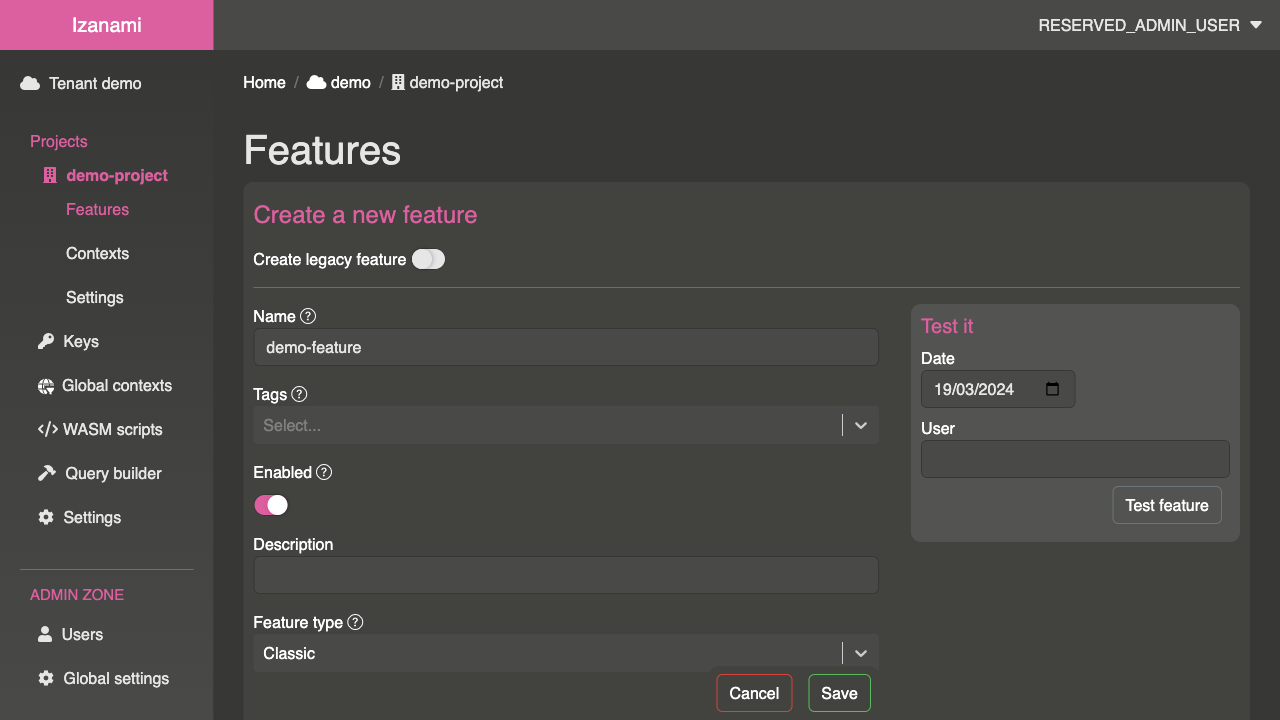 Izanami
RESERVED_ADMIN_USER
Tenant demo
Projects
demo-project
Features
Contexts
Settings
Keys
Global contexts
WASM scripts
Query builder
Settings
ADMIN ZONE
Users
Global settings
Home / demo / demo-project
Features
Create a new feature
Create legacy feature
Name
demo-feature
Tags
Select...
Enabled
Description
Feature type
Classic
Cancel Save
Test it
Date
19/03/2024
User
Test feature